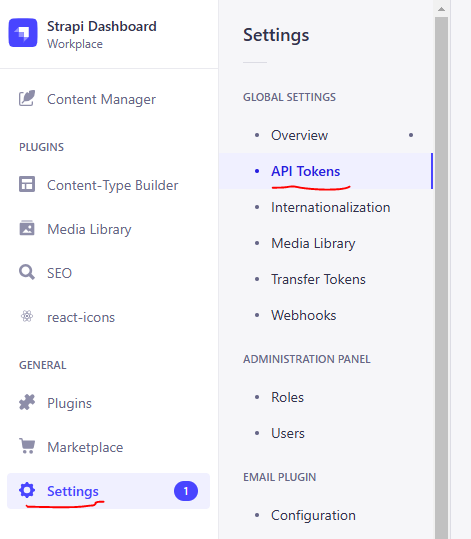 Strapi Dashboard
Workplace
Content Manager
PLUGINS
Content-Type Builder
Media Library
SEO
react-icons
GENERAL
Plugins
Marketplace
Settings
1
Settings
GLOBAL SETTINGS
Overview
API Tokens
Internationalization
Media Library
Transfer Tokens
Webhooks
ADMINISTRATION PANEL
Roles
Users
EMAIL PLUGIN
Configuration